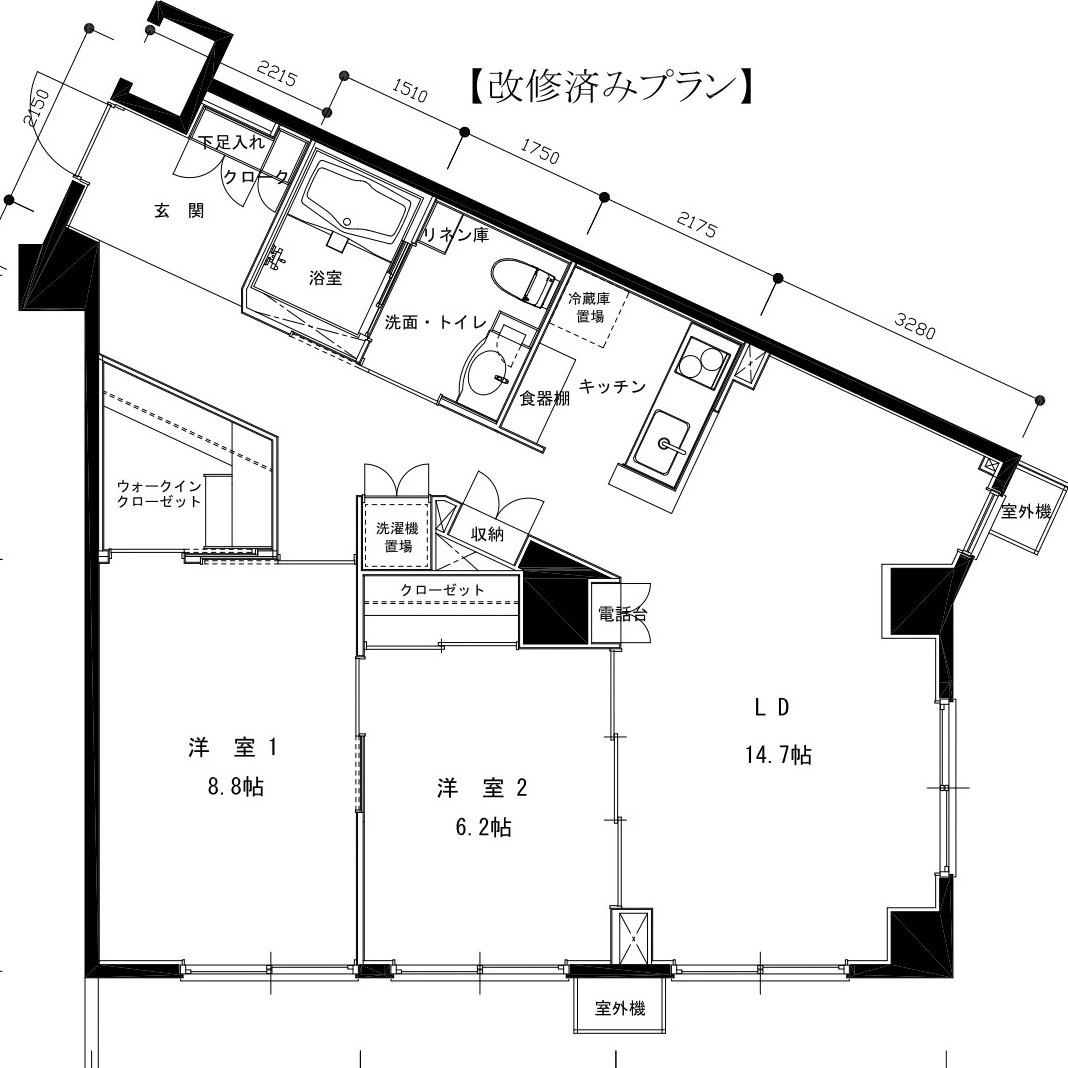 【改修済みプラン】
2215
1510
1750
2175
3280
2150
下足入れ
クローク
玄 関
リネン庫
浴室
洗面・トイレ
冷蔵庫
置場
食器棚
キッチン
ウォークイン
クローゼット
洗濯機
置場
収納
室外機
クローゼット
電話台
LD
14.7帖
洋 室 1
8.8帖
洋 室 2
6.2帖
室外機